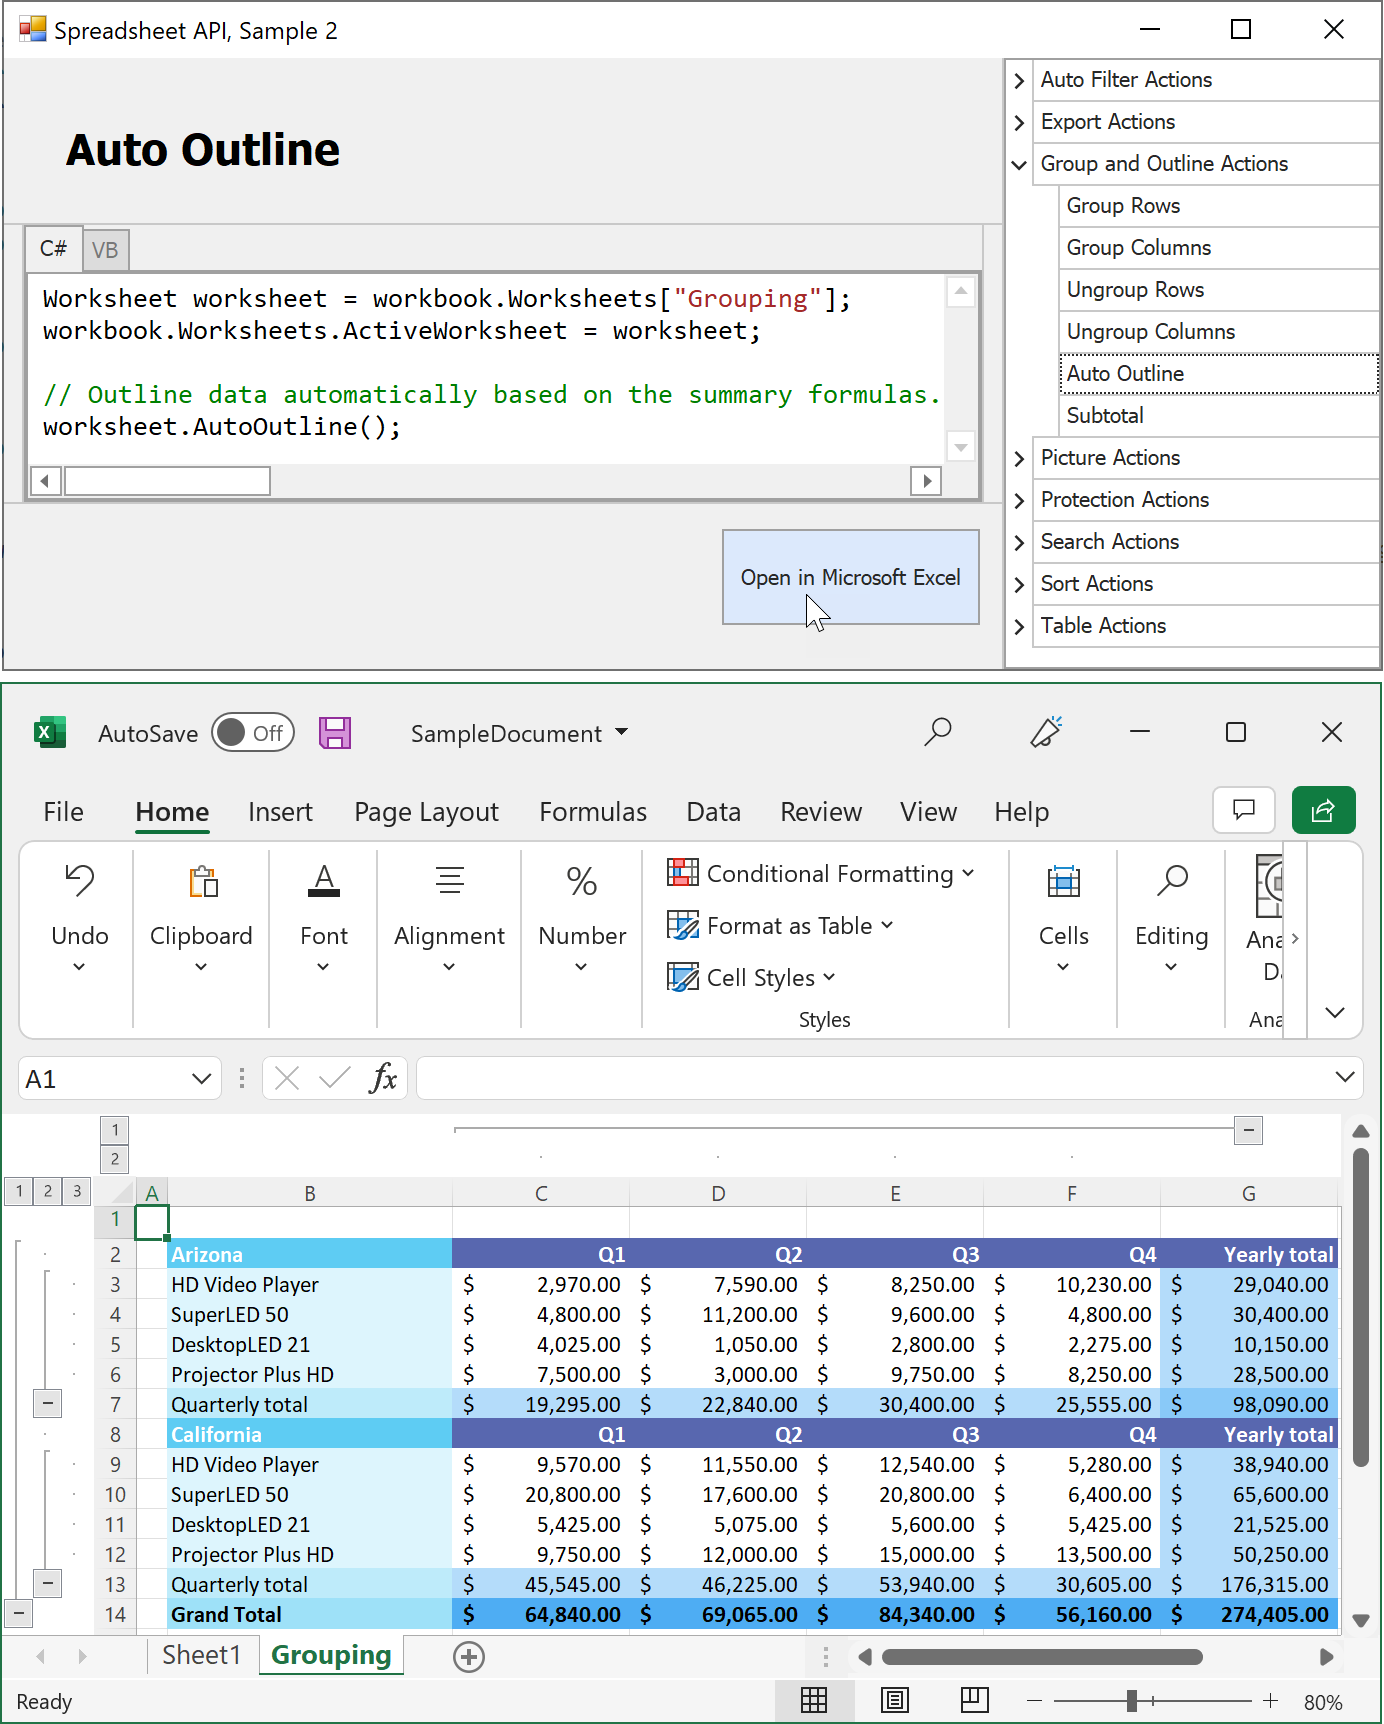 Spreadsheet API, Sample 2
Auto Outline
C# VB
Worksheet worksheet = workbook.Worksheets["Grouping"];
workbook.Worksheets.ActiveWorksheet = worksheet;
// Outline data automatically based on the summary formulas.
worksheet.AutoOutline();
Open in Microsoft Excel
Auto Filter Actions
Export Actions
Group and Outline Actions
Group Rows
Group Columns
Ungroup Rows
Ungroup Columns
Auto Outline
Subtotal
Picture Actions
Protection Actions
Search Actions
Sort Actions
Table Actions
X AutoSave Off SampleDocument
File Home Insert Page Layout Formulas Data Review View Help
Undo
Clipboard
Font
Alignment
%
Number
Conditional Formatting
Format as Table
Cell Styles
Styles
Cells
Editing
Ana
Da
Ana
A1 fx
1
2
1 2 3 A B C D E F G
1
2 Arizona Q1 Q2 Q3 Q4 Yearly total
3 HD Video Player $ 2,970.00 $ 7,590.00 $ 8,250.00 $ 10,230.00 $ 29,040.00
4 SuperLED 50 $ 4,800.00 $ 11,200.00 $ 9,600.00 $ 4,800.00 $ 30,400.00
5 DesktopLED 21 $ 4,025.00 $ 1,050.00 $ 2,800.00 $ 2,275.00 $ 10,150.00
6 Projector Plus HD $ 7,500.00 $ 3,000.00 $ 9,750.00 $ 8,250.00 $ 28,500.00
7 Quarterly total $ 19,295.00 $ 22,840.00 $ 30,400.00 $ 25,555.00 $ 98,090.00
8 California Q1 Q2 Q3 Q4 Yearly total
9 HD Video Player $ 9,570.00 $ 11,550.00 $ 12,540.00 $ 5,280.00 $ 38,940.00
10 SuperLED 50 $ 20,800.00 $ 17,600.00 $ 20,800.00 $ 6,400.00 $ 65,600.00
11 DesktopLED 21 $ 5,425.00 $ 5,075.00 $ 5,600.00 $ 5,425.00 $ 21,525.00
12 Projector Plus HD $ 9,750.00 $ 12,000.00 $ 15,000.00 $ 13,500.00 $ 50,250.00
13 Quarterly total $ 45,545.00 $ 46,225.00 $ 53,940.00 $ 30,605.00 $ 176,315.00
14 Grand Total $ 64,840.00 $ 69,065.00 $ 84,340.00 $ 56,160.00 $ 274,405.00
Sheet1 Grouping
Ready 80%